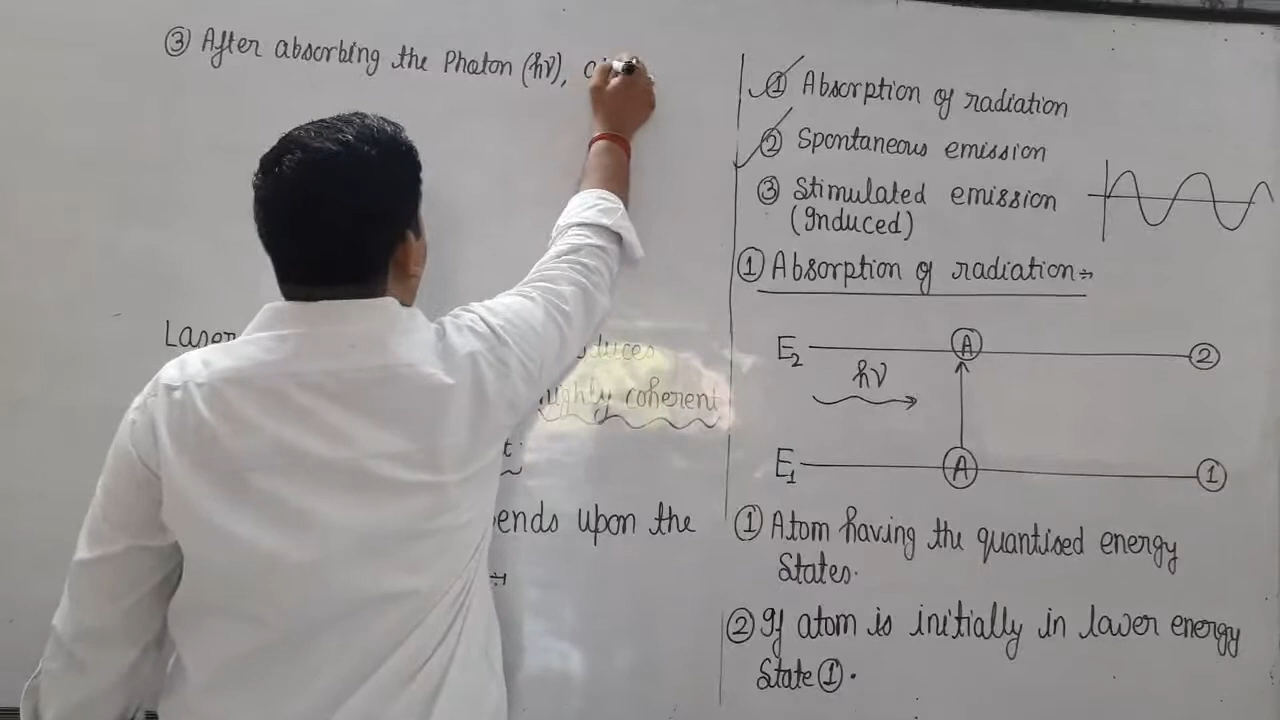 ③ After absorbing the Photon (hν),
Laser
duces
highly coherent
ends upon the
① Absorption of radiation
② Spontaneous emission
③ Stimulated emission
(Induced)
① Absorption of radiation:-
E₂ A ②
hν
E₁ A ①
① Atom having the quantised energy
States.
② If atom is initially in lower energy
State ①.